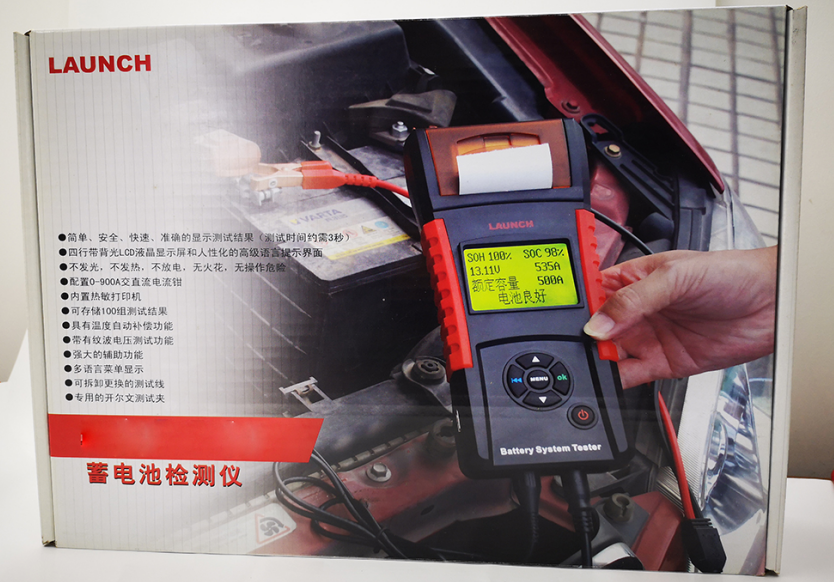 LAUNCH
●简单、安全、快速、准确的显示测试结果（测试时间约需3秒）
●四行带背光LCD液晶显示屏和人性化的高级语言提示界面
●不发光，不发热，不放电，无火花，无操作危险
●配置0-900A交直流电流钳
●内置热敏打印机
●可存储100组测试结果
●具有温度自动补偿功能
●带有纹波电压测试功能
●强大的辅助功能
●多语言菜单显示
●可拆卸更换的测试线
●专用的开尔文测试夹
蓄电池检测仪
VARTA
LAUNCH
SOH 100% SOC 98%
13.11V 535A
额定容量 500A
电池良好
MENU
ok
Battery System Tester